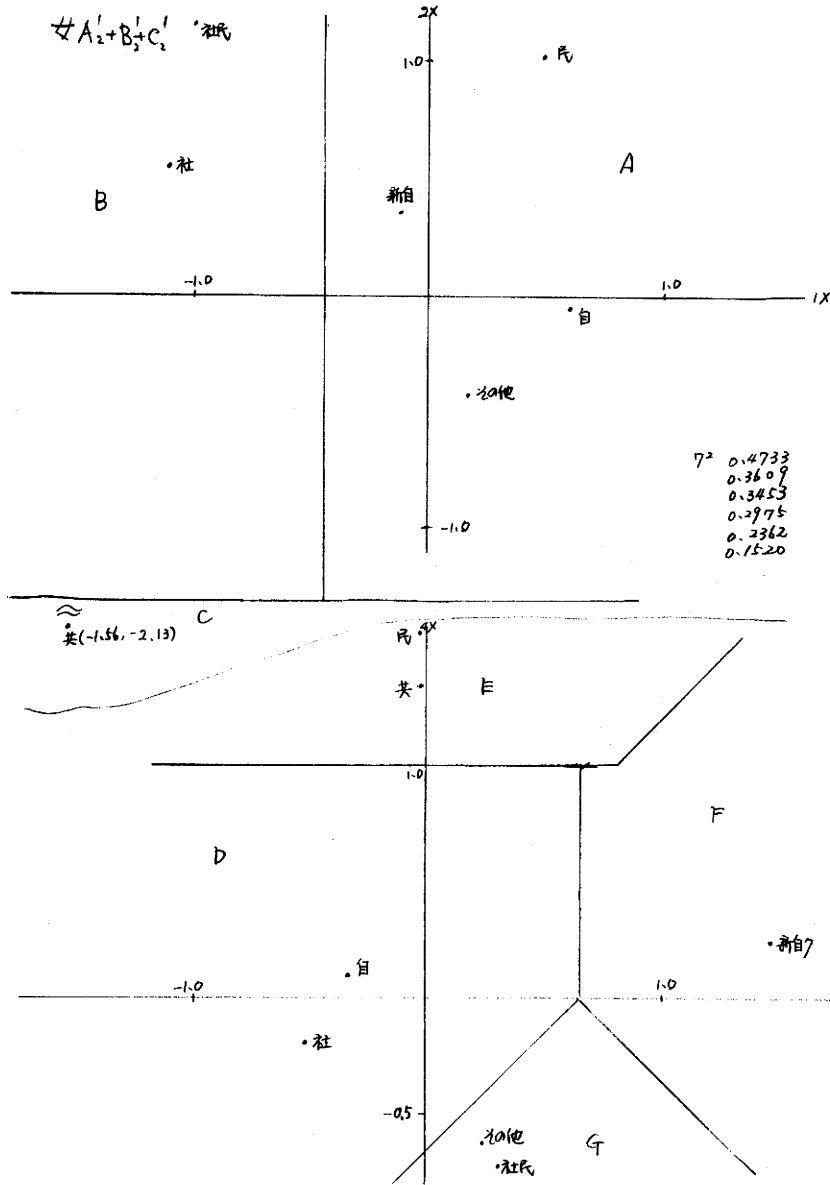 #A'₂+B'₂+C'₂
・社民
2X
1.0
・民
・社
A
B
新自
-1.0
1.0
1X
・自
・その他
7² 0.4733
0.3609
0.3453
0.2975
0.2362
0.1520
-1.0
C
共(-1.56, -2.13)
民
4X
共・
E
1.0
F
D
・新自7
・自
-1.0
1.0
・社
-0.5
・その他
G
・社民